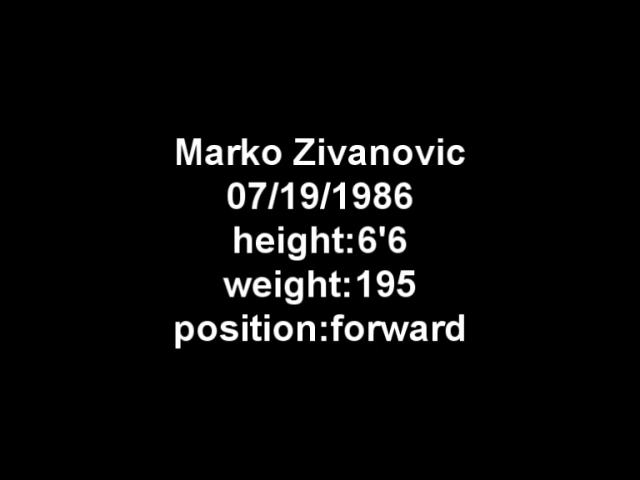 Marko Zivanovic
07/19/1986
height:6'6
weight:195
position:forward